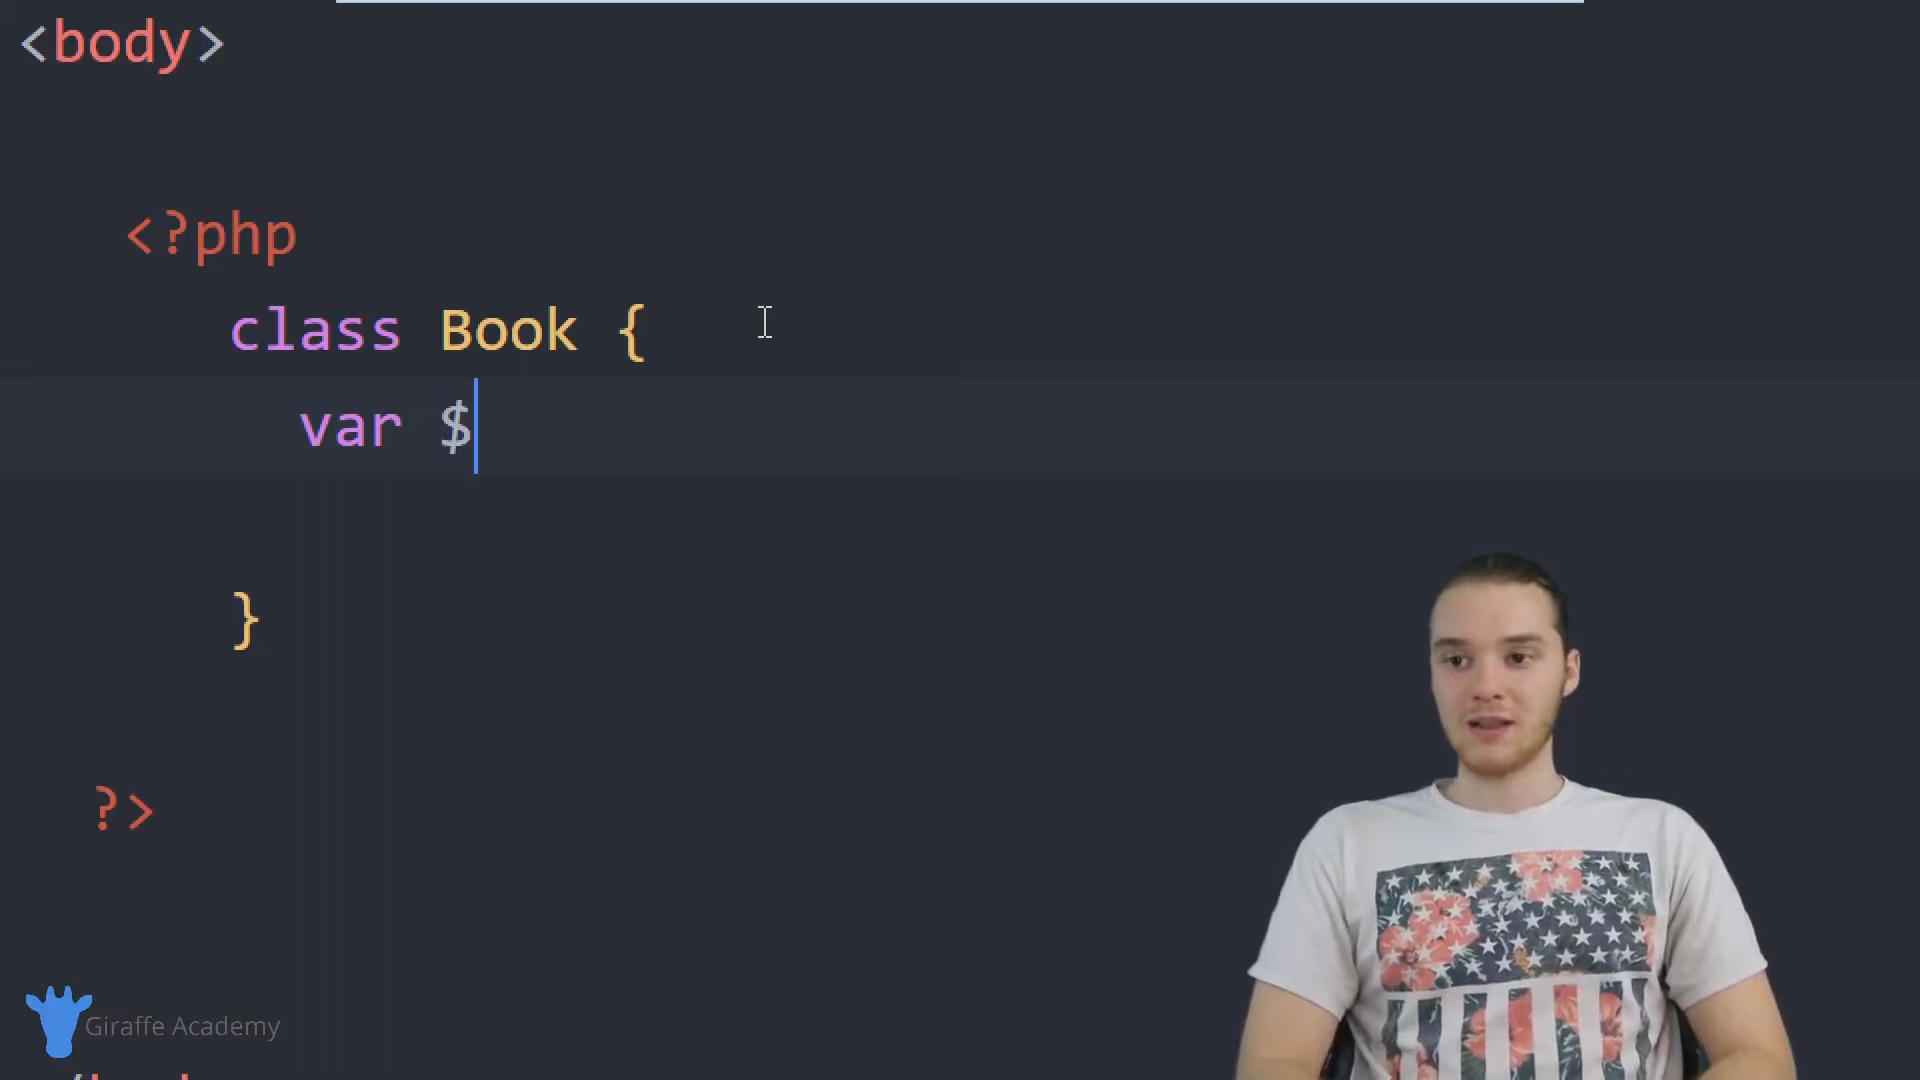 <body>
<?php
class Book {
var $
}
?>
Giraffe Academy